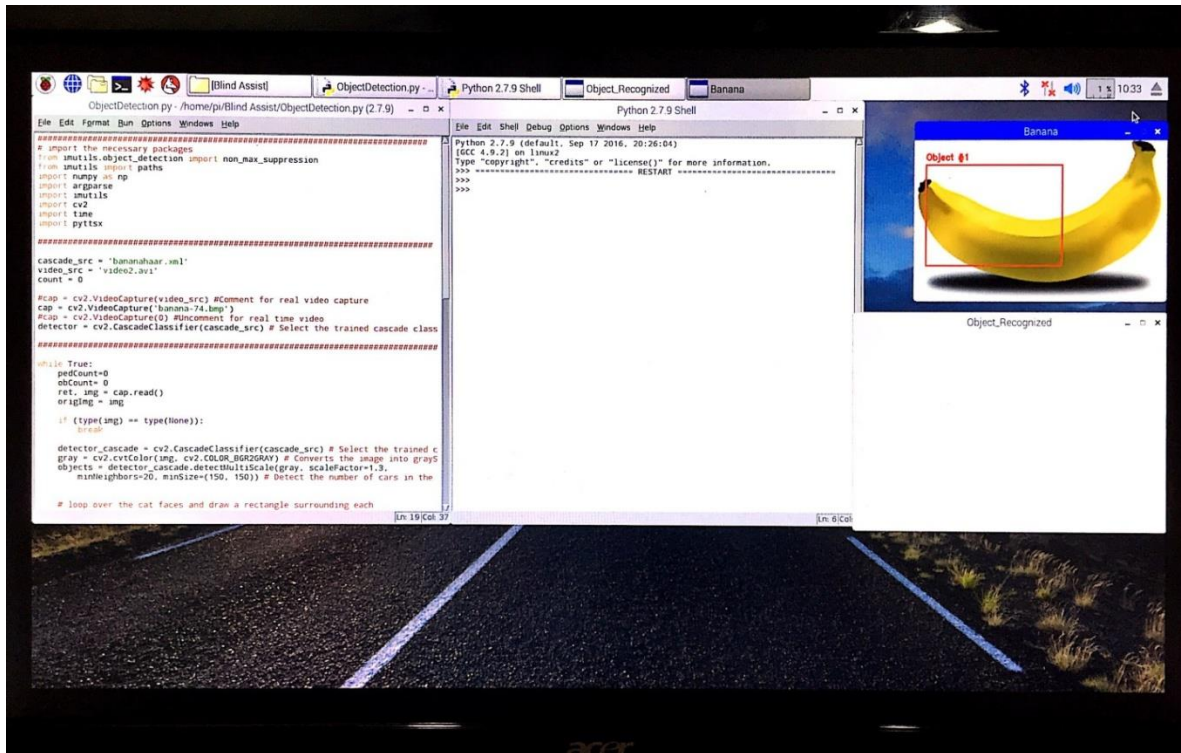 [Blind Assist]
ObjectDetection.py - ...
Python 2.7.9 Shell
Object_Recognized
Banana
1 %
10:33
ObjectDetection.py - /home/pi/Blind Assist/ObjectDetection.py (2.7.9)
File Edit Format Run Options Windows Help
# import the necessary packages
from imutils.object_detection import non_max_suppression
from imutils import paths
import numpy as np
import argparse
import imutils
import cv2
import time
import pyttsx
cascade_src = 'bananahaar.xml'
video_src = 'video2.avi'
count = 0
#cap = cv2.VideoCapture(video_src) #Comment for real video capture
cap = cv2.VideoCapture('banana-74.bmp')
#cap = cv2.VideoCapture(0) #Uncomment for real time video
detector = cv2.CascadeClassifier(cascade_src) # Select the trained cascade class
while True:
pedCount=0
obCount= 0
ret, img = cap.read()
origImg = img
if (type(img) == type(None)):
break
detector_cascade = cv2.CascadeClassifier(cascade_src) # Select the trained c
gray = cv2.cvtColor(img, cv2.COLOR_BGR2GRAY) # Converts the image into grayS
objects = detector_cascade.detectMultiScale(gray, scaleFactor=1.3,
minNeighbors=20, minSize=(150, 150)) # Detect the number of cars in the
# loop over the cat faces and draw a rectangle surrounding each
Ln: 19 Col: 37
Python 2.7.9 Shell
File Edit Shell Debug Options Windows Help
Python 2.7.9 (default, Sep 17 2016, 20:26:04)
[GCC 4.9.2] on linux2
Type "copyright", "credits" or "license()" for more information.
>>> ================================ RESTART ================================
>>>
>>>
Ln: 6 Col
Banana
Object #1
Object_Recognized
acer